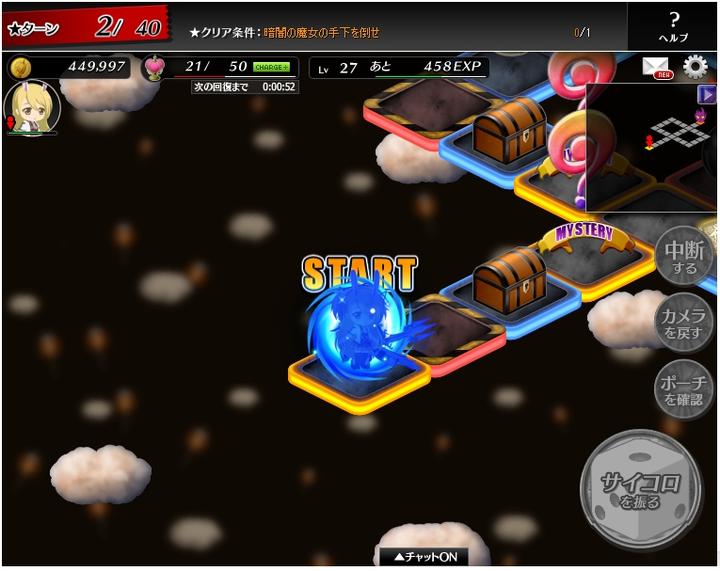 ★ターン 2/ 40
★クリア条件：暗闇の魔女の手下を倒せ
0/1
?
ヘルプ
449,997
21/ 50 CHARGE+
Lv 27 あと 458EXP
NEW
次の回復まで 0:00:52
MYSTERY
START
中断
する
カメラ
を戻す
ポーチ
を確認
サイコロ
を振る
▲チャットON